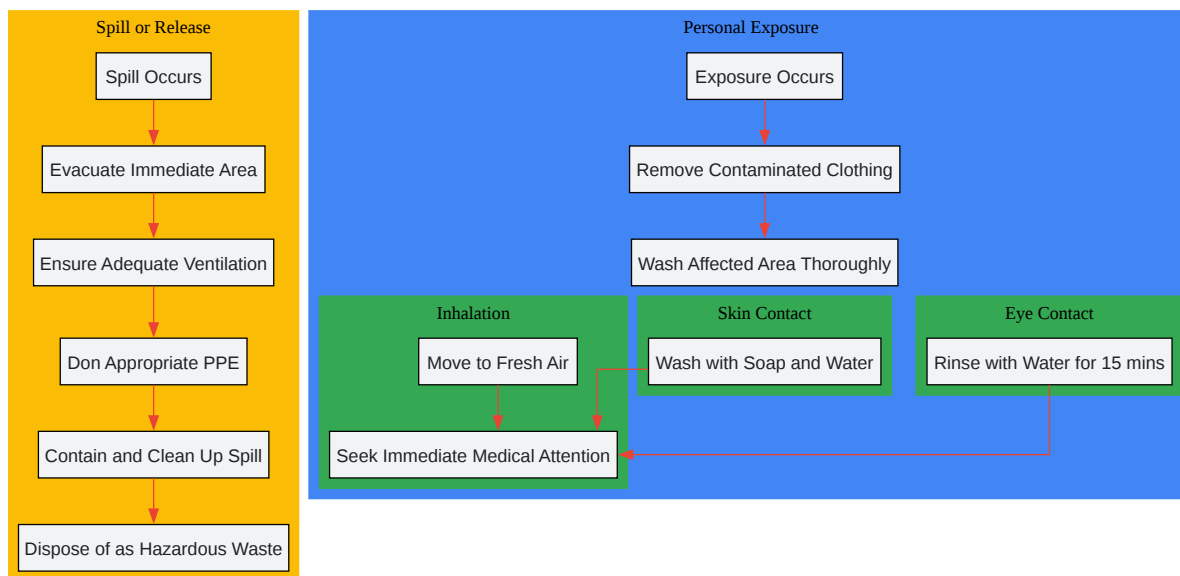 Spill or Release
Spill Occurs
Evacuate Immediate Area
Ensure Adequate Ventilation
Don Appropriate PPE
Contain and Clean Up Spill
Dispose of as Hazardous Waste
Personal Exposure
Exposure Occurs
Remove Contaminated Clothing
Wash Affected Area Thoroughly
Inhalation
Move to Fresh Air
Seek Immediate Medical Attention
Skin Contact
Wash with Soap and Water
Eye Contact
Rinse with Water for 15 mins